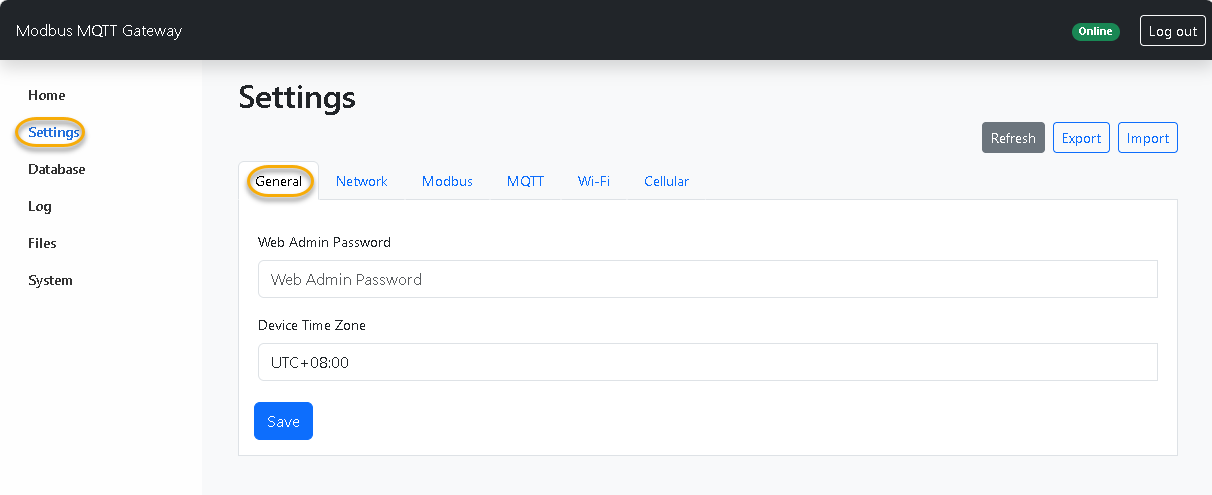 Modbus MQTT Gateway
Online
Log out
Home
Settings
Database
Log
Files
System
Settings
Refresh
Export
Import
General
Network
Modbus
MQTT
Wi-Fi
Cellular
Web Admin Password
Web Admin Password
Device Time Zone
UTC+08:00
Save